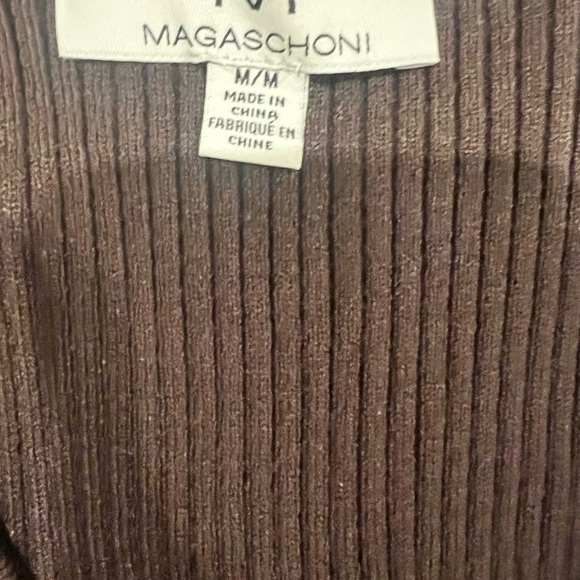 MAGASCHONI
M/M
MADE IN
CHINA
FABRIQUÉ EN
CHINE